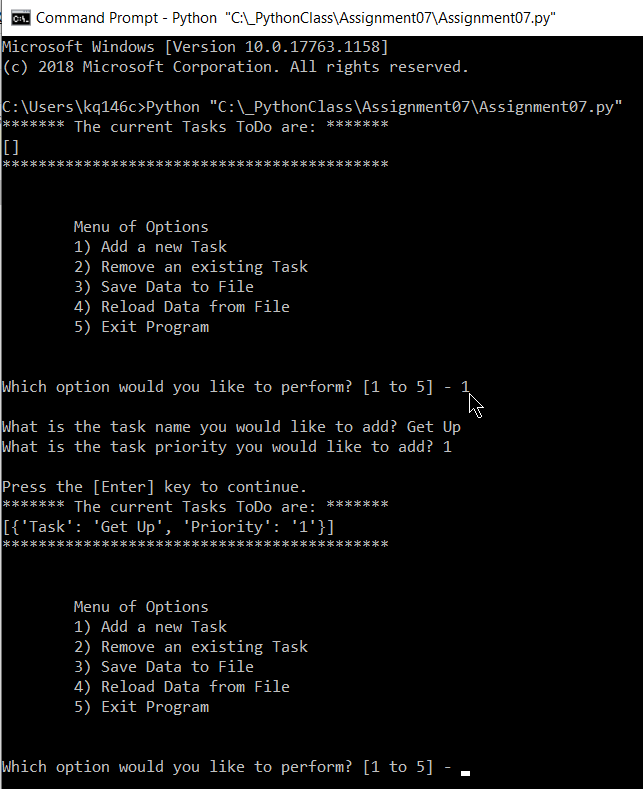 Command Prompt - Python "C:\_PythonClass\Assignment07\Assignment07.py"
Microsoft Windows [Version 10.0.17763.1158]
(c) 2018 Microsoft Corporation. All rights reserved.
C:\Users\kq146c>Python "C:\_PythonClass\Assignment07\Assignment07.py"
******* The current Tasks ToDo are: *******
[]
*******************************************
Menu of Options
1) Add a new Task
2) Remove an existing Task
3) Save Data to File
4) Reload Data from File
5) Exit Program
Which option would you like to perform? [1 to 5] - 1
What is the task name you would like to add? Get Up
What is the task priority you would like to add? 1
Press the [Enter] key to continue.
******* The current Tasks ToDo are: *******
[{'Task': 'Get Up', 'Priority': '1'}]
*******************************************
Menu of Options
1) Add a new Task
2) Remove an existing Task
3) Save Data to File
4) Reload Data from File
5) Exit Program
Which option would you like to perform? [1 to 5] -